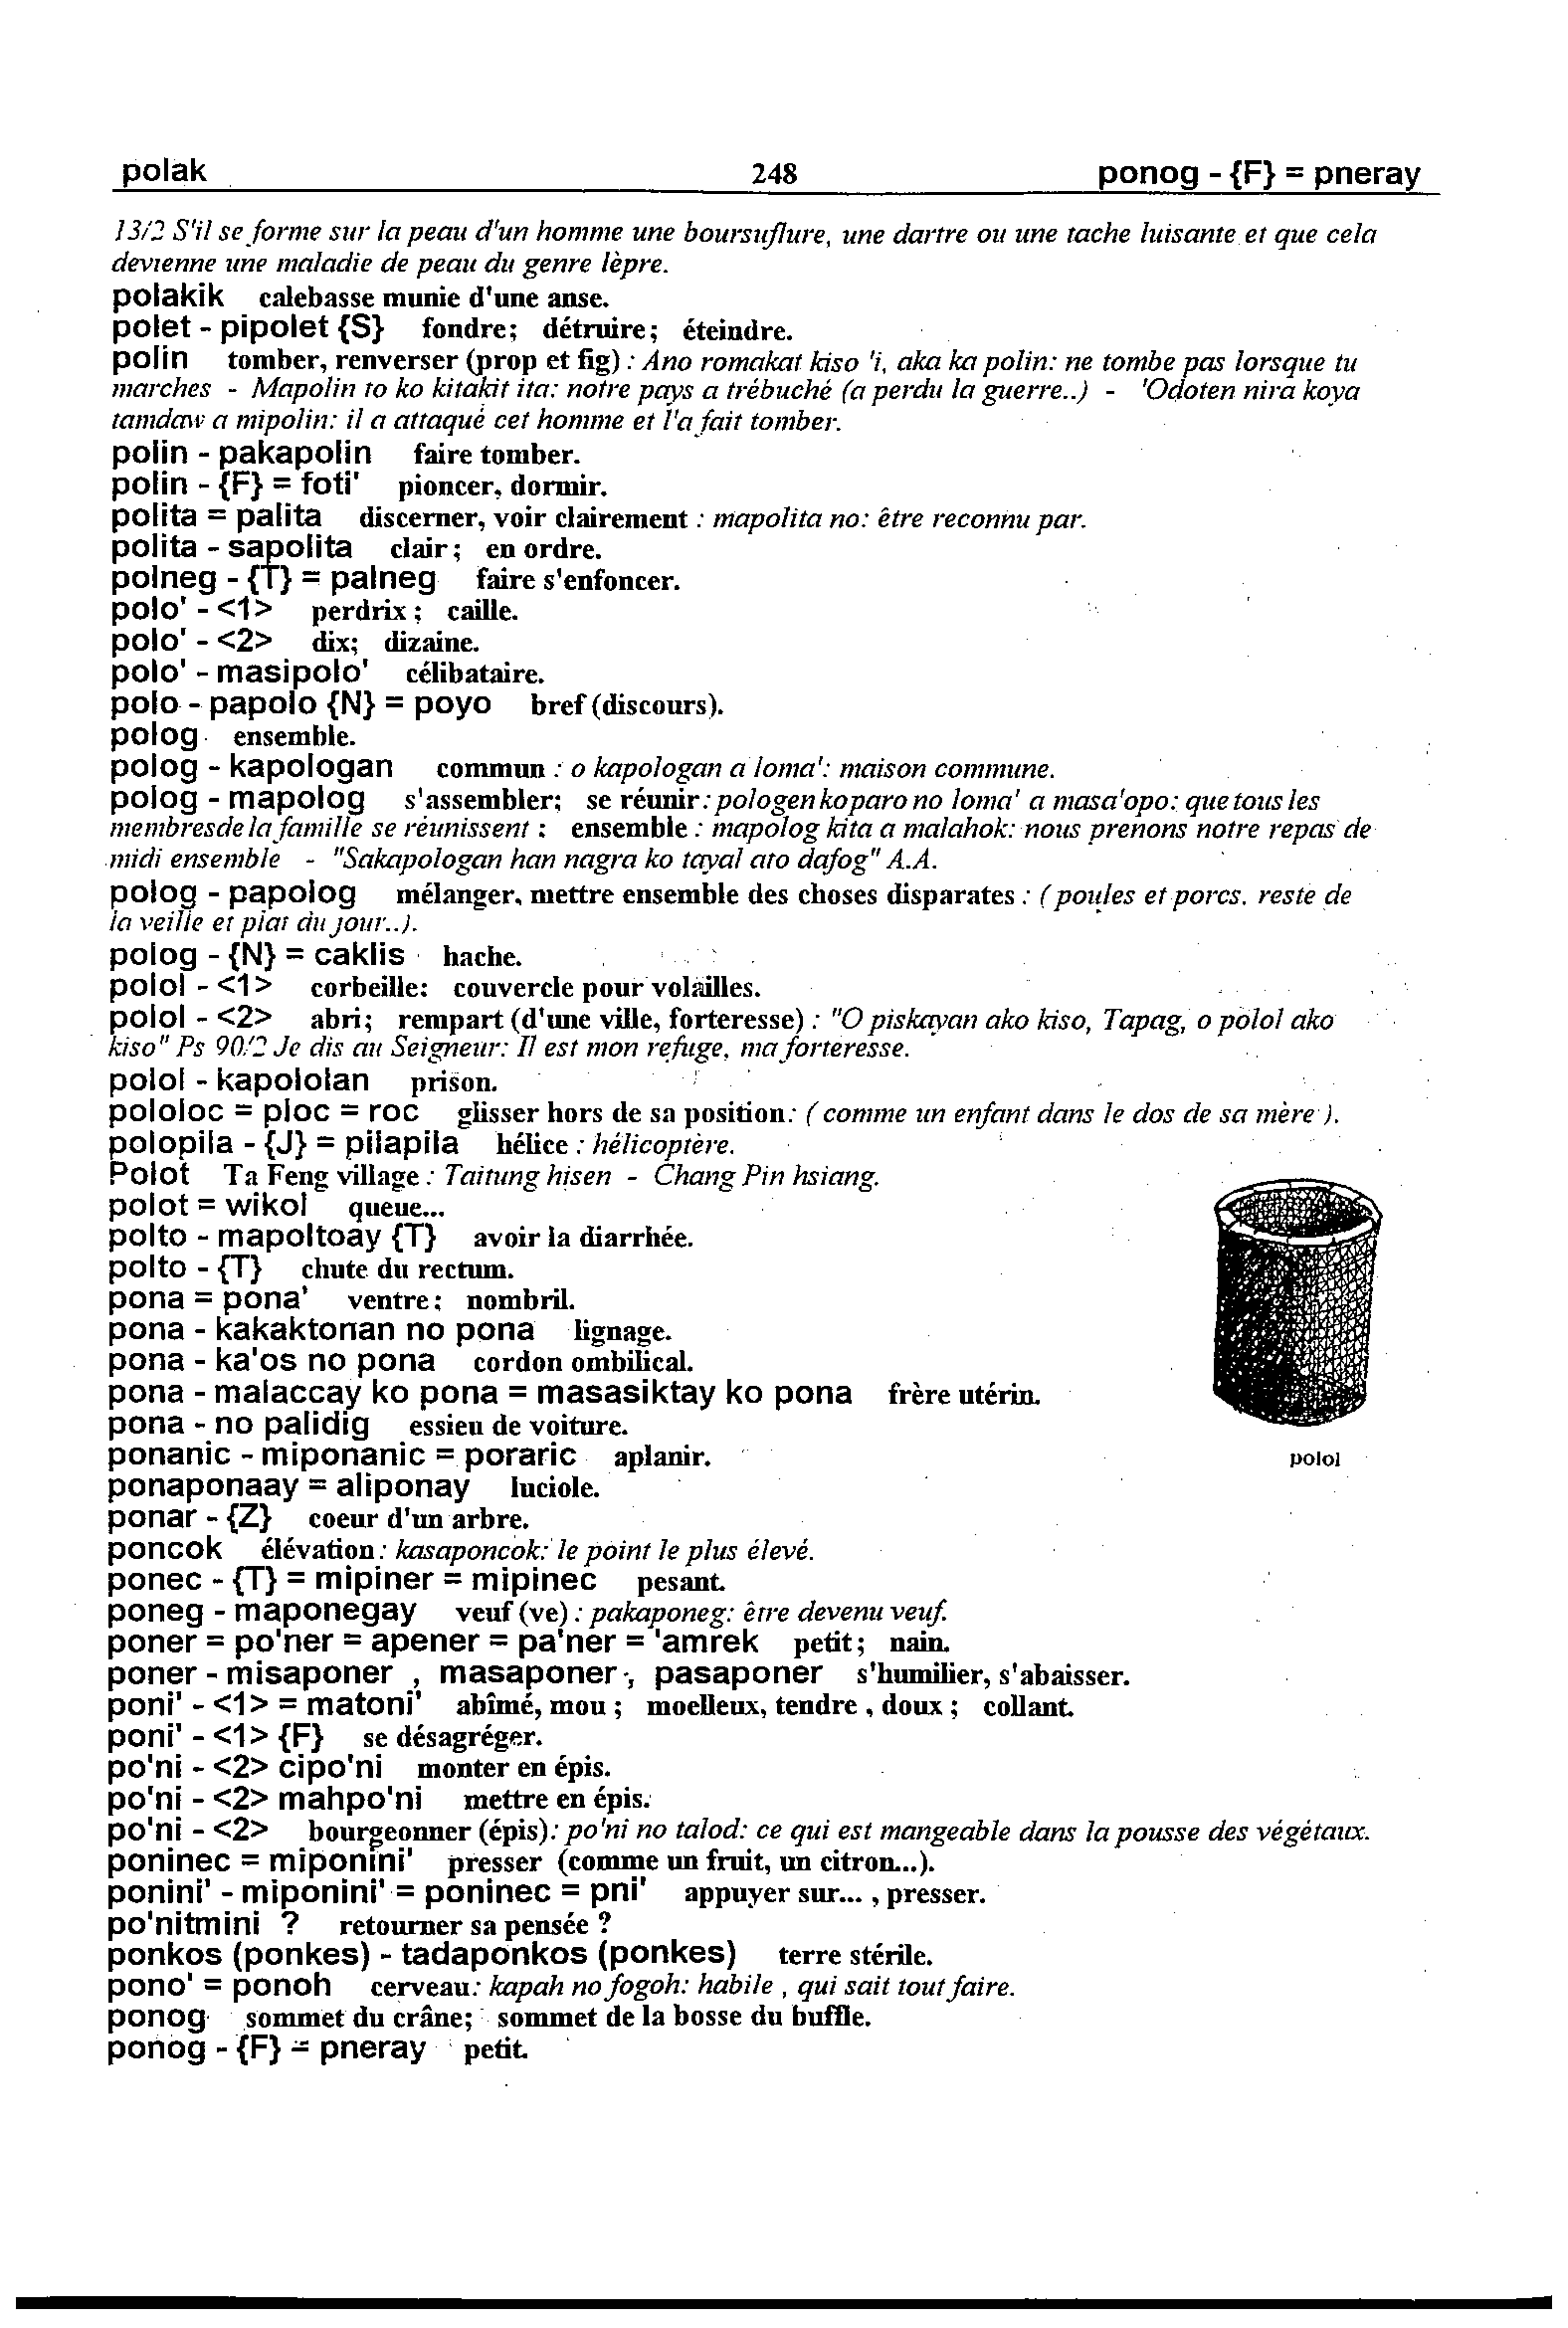 polak 248 ponog - {F} = pneray
13/2 S'il se forme sur la peau d'un homme une boursuflure, une dartre ou une tache luisante et que cela
devienne une maladie de peau du genre lèpre.
polakik calebasse munie d'une anse.
polet - pipolet {S} fondre; détruire; éteindre.
polin tomber, renverser (prop et fig) : Ano romakat kiso 'i, aka ka polin: ne tombe pas lorsque tu
marches - Mapolin to ko kitakit ita: notre pays a trébuché (a perdu la guerre..) - 'Odoten nira koya
tamdaw a mipolin: il a attaqué cet homme et l'a fait tomber.
polin - pakapolin faire tomber.
polin - {F} = foti' pioncer, dormir.
polita = palita discerner, voir clairement : mapolita no: être reconnu par.
polita - sapolita clair; en ordre.
polneg - {T} = palneg faire s'enfoncer.
polo' - <1> perdrix ; caille.
polo' - <2> dix; dizaine.
polo' - masipolo' célibataire.
polo - papolo {N} = poyo bref (discours).
polog ensemble.
polog - kapologan commun : o kapologan a loma': maison commune.
polog - mapolog s'assembler; se réunir : pologen ko paro no loma' a masa'opo: que tous les
membres de la famille se réunissent ; ensemble : mapolog kita a malahok: nous prenons notre repas de
midi ensemble - "Sakapologan han nagra ko tayal ato dafog" A.A.
polog - papolog mélanger, mettre ensemble des choses disparates : (poules et porcs, reste de
la veille et plat du jour..).
polog - {N} = caklis hache.
polol - <1> corbeille: couvercle pour volailles.
polol - <2> abri; rempart (d'une ville, forteresse) : "O piskayan ako kiso, Tapag, o polol ako
kiso" Ps 90/2 Je dis au Seigneur: Il est mon refuge, ma forteresse.
polol - kapololan prison.
pololoc = ploc = roc glisser hors de sa position: (comme un enfant dans le dos de sa mère ).
polopila - {J} = pilapila hélice : hélicoptère.
Polot Ta Feng village : Taitung hisen - Chang Pin hsiang.
polot = wikol queue...
polto - mapoltoay {T} avoir la diarrhée.
polto - {T} chute du rectum.
pona = pona' ventre; nombril.
pona - kakaktonan no pona lignage.
pona - ka'os no pona cordon ombilical.
pona - malaccay ko pona = masasiktay ko pona frère utérin.
pona - no palidig essieu de voiture.
ponanic - miponanic = poraric aplanir.
polol
ponaponaay = aliponay luciole.
ponar - {Z} coeur d'un arbre.
poncok élévation : kasaponcok: le point le plus élevé.
ponec - {T} = mipiner = mipinec pesant.
poneg - maponegay veuf (ve) : pakaponeg: être devenu veuf.
poner = po'ner = apener = pa'ner = 'amrek petit ; nain.
poner - misaponer , masaponer , pasaponer s'humilier, s'abaisser.
poni' - <1> = matoni' abîmé, mou ; moelleux, tendre , doux ; collant.
poni' - <1> {F} se désagréger.
po'ni - <2> cipo'ni monter en épis.
po'ni - <2> mahpo'ni mettre en épis.
po'ni - <2> bourgeonner (épis) : po'ni no talod: ce qui est mangeable dans la pousse des végétaux.
poninec = miponini' presser (comme un fruit, un citron...).
ponini' - miponini' = poninec = pni' appuyer sur... , presser.
po'nitmini ? retourner sa pensée ?
ponkos (ponkes) - tadaponkos (ponkes) terre stérile.
pono' = ponoh cerveau : kapah no fogoh: habile , qui sait tout faire.
ponog sommet du crâne; sommet de la bosse du buffle.
ponog - {F} = pneray petit.